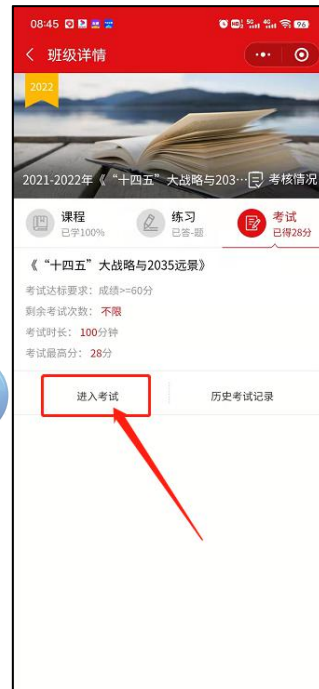 08:45
96
班级详情
2022
2021-2022年《“十四五”大战略与203… 考核情况
课程
已学100%
练习
已答-题
考试
已得28分
《“十四五”大战略与2035远景》
考试达标要求：成绩>=60分
剩余考试次数：不限
考试时长：100分钟
考试最高分：28分
进入考试
历史考试记录